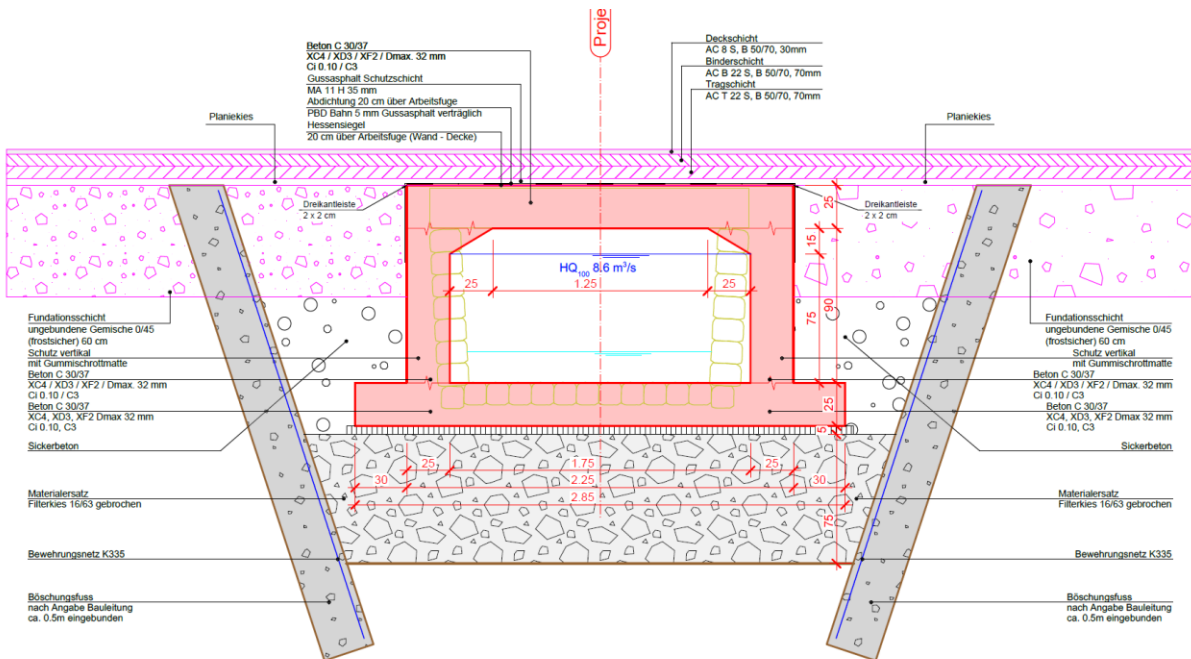 Proje
Beton C 30/37
XC4 / XD3 / XF2 / Dmax. 32 mm
Ci 0.10 / C3
Gussasphalt Schutzschicht
MA 11 H 35 mm
Abdichtung 20 cm über Arbeitsfuge
PBD Bahn 5 mm Gussasphalt verträglich
Hessensiegel
20 cm über Arbeitsfuge (Wand - Decke)
Deckschicht
AC 8 S, B 50/70, 30mm
Binderschicht
AC B 22 S, B 50/70, 70mm
Tragschicht
AC T 22 S, B 50/70, 70mm
Planiekies
Planiekies
Dreikantleiste
2 x 2 cm
Dreikantleiste
2 x 2 cm
25
15
HQ100 8.6 m³/s
25
1.25
25
75
90
Fundationsschicht
ungebundene Gemische 0/45
(frostsicher) 60 cm
Schutz vertikal
mit Gummischrottmatte
Beton C 30/37
XC4 / XD3 / XF2 / Dmax. 32 mm
Ci 0.10 / C3
Beton C 30/37
XC4, XD3, XF2 Dmax 32 mm
Ci 0.10, C3
Sickerbeton
Fundationsschicht
ungebundene Gemische 0/45
(frostsicher) 60 cm
Schutz vertikal
mit Gummischrottmatte
Beton C 30/37
XC4 / XD3 / XF2 / Dmax. 32 mm
Ci 0.10 / C3
Beton C 30/37
XC4, XD3, XF2 Dmax 32 mm
Ci 0.10, C3
Sickerbeton
25
5
25
1.75
25
30
2.25
30
2.85
75
Materialersatz
Filterkies 16/63 gebrochen
Materialersatz
Filterkies 16/63 gebrochen
Bewehrungsnetz K335
Bewehrungsnetz K335
Böschungsfuss
nach Angabe Bauleitung
ca. 0.5m eingebunden
Böschungsfuss
nach Angabe Bauleitung
ca. 0.5m eingebunden